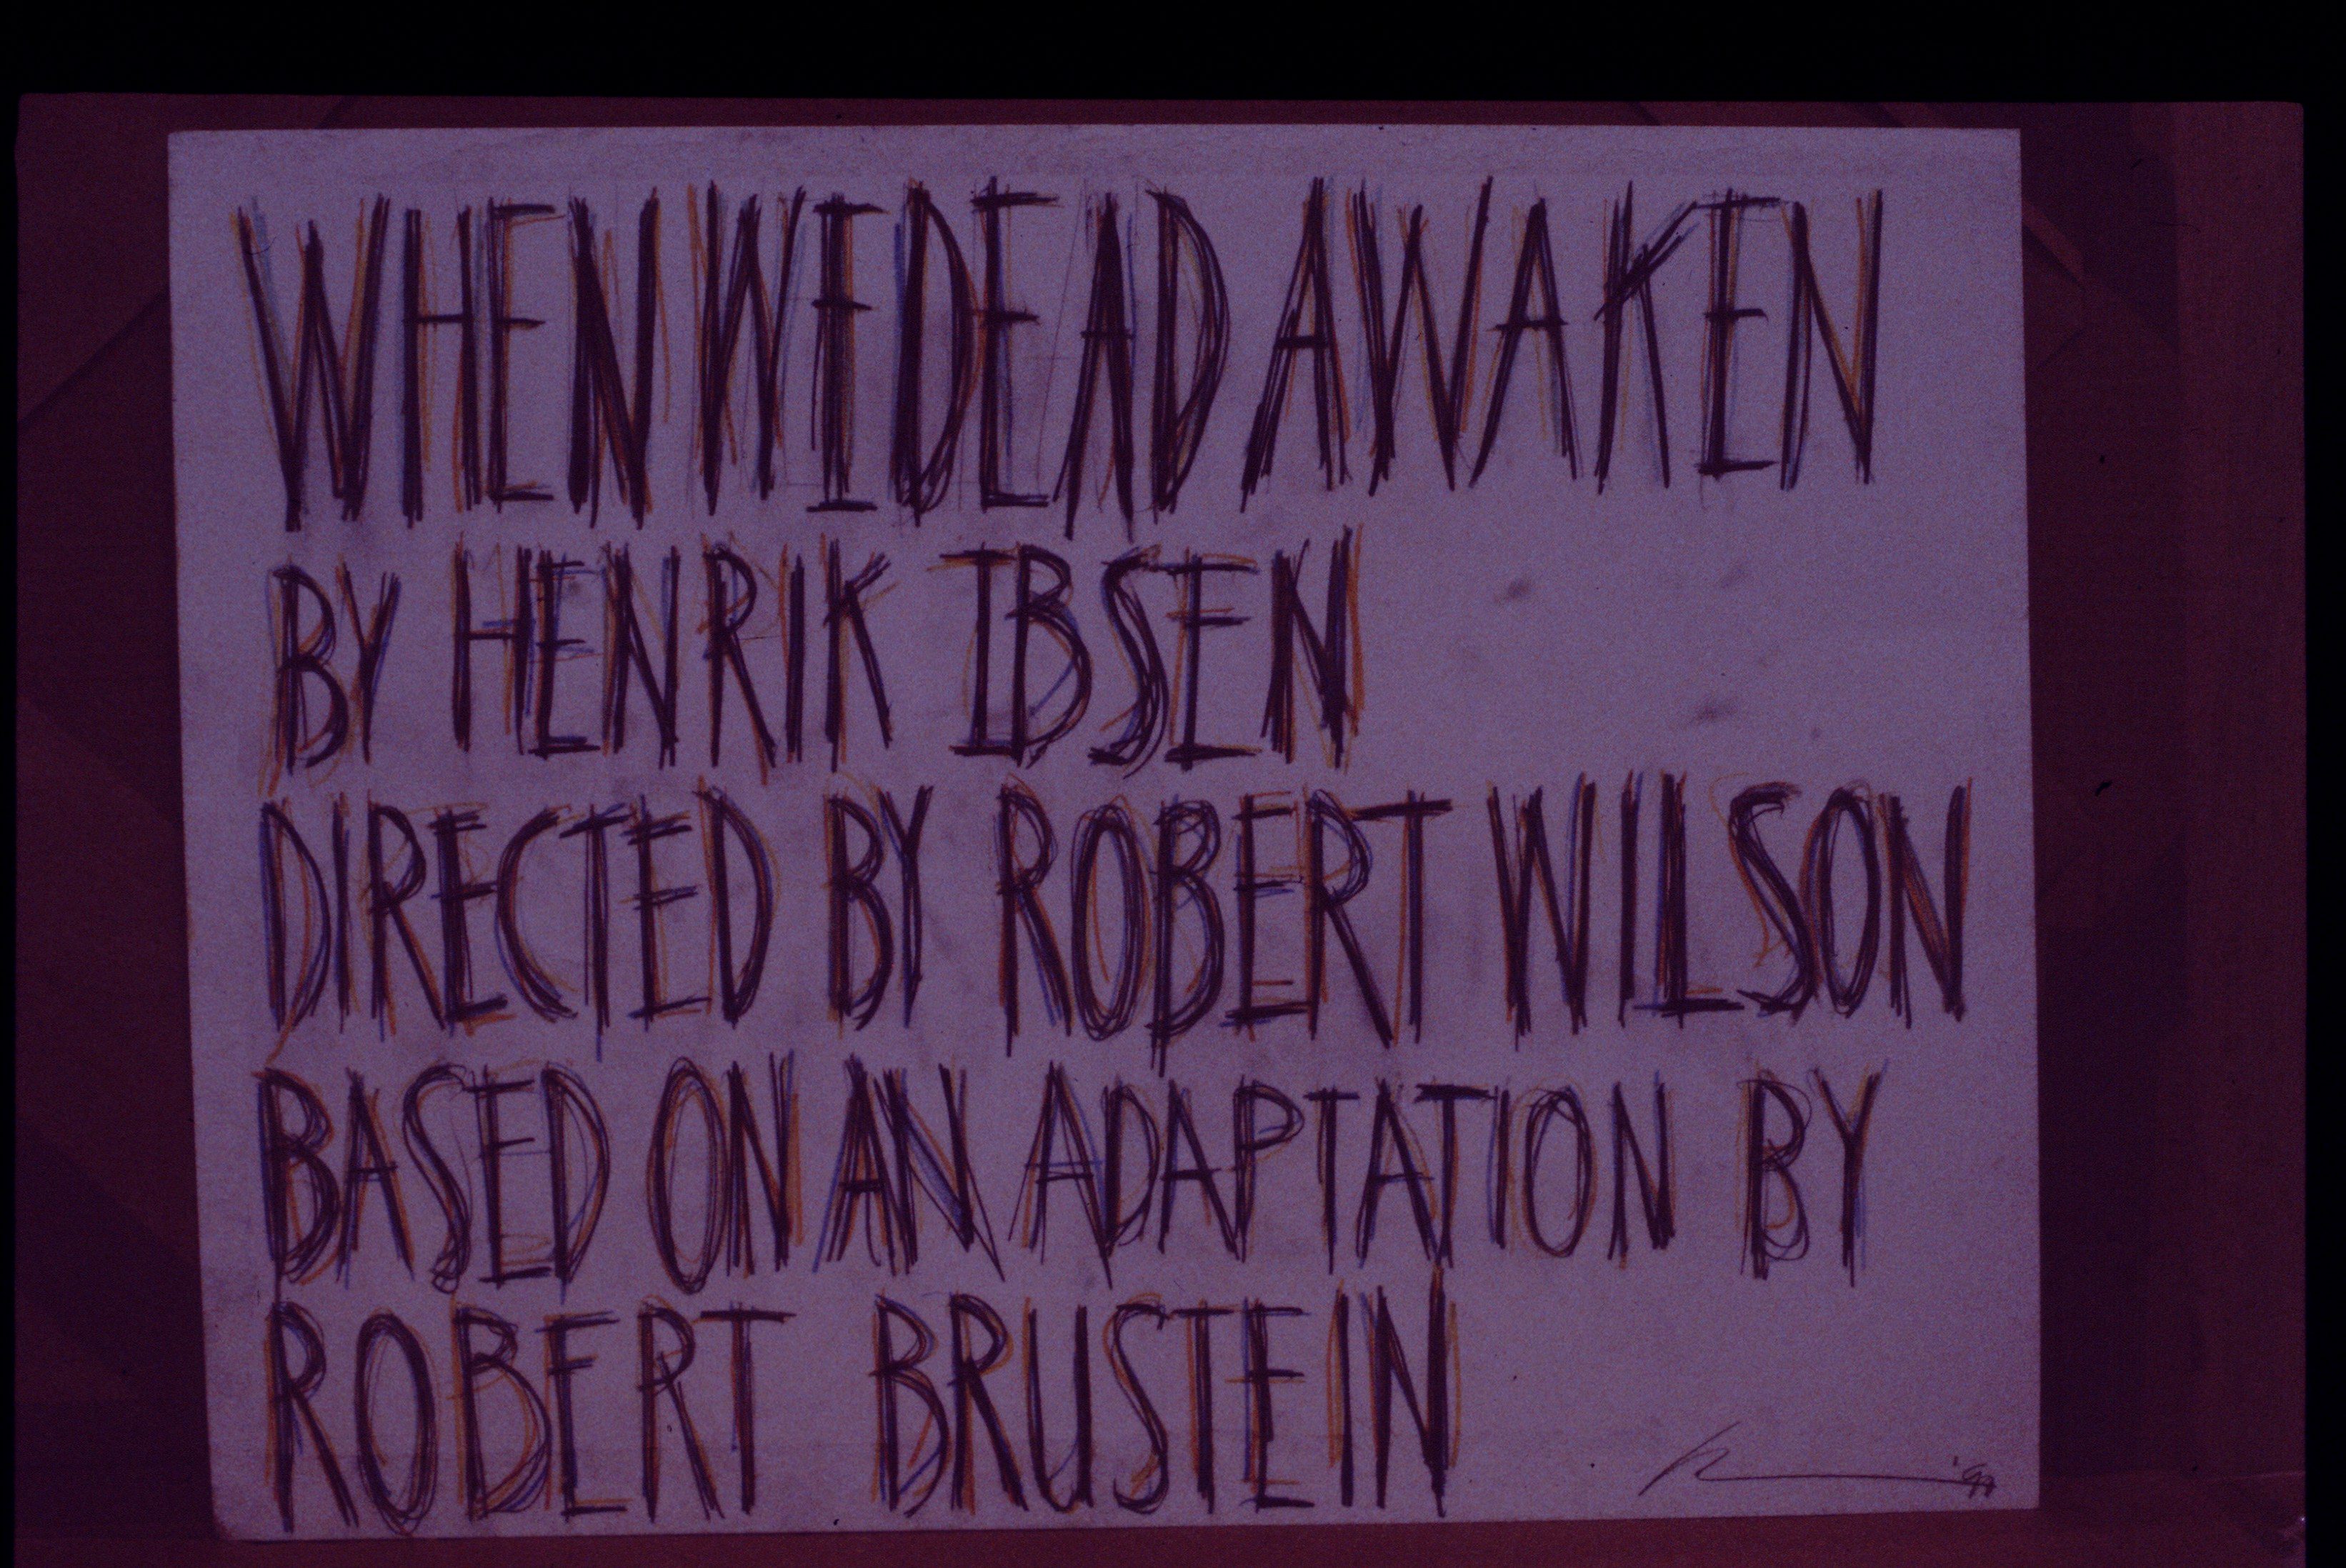 WHEN WE DEAD AWAKEN
BY HENRIK IBSEN
DIRECTED BY ROBERT WILSON
BASED ON AN ADAPTATION BY
ROBERT BRUSTEIN